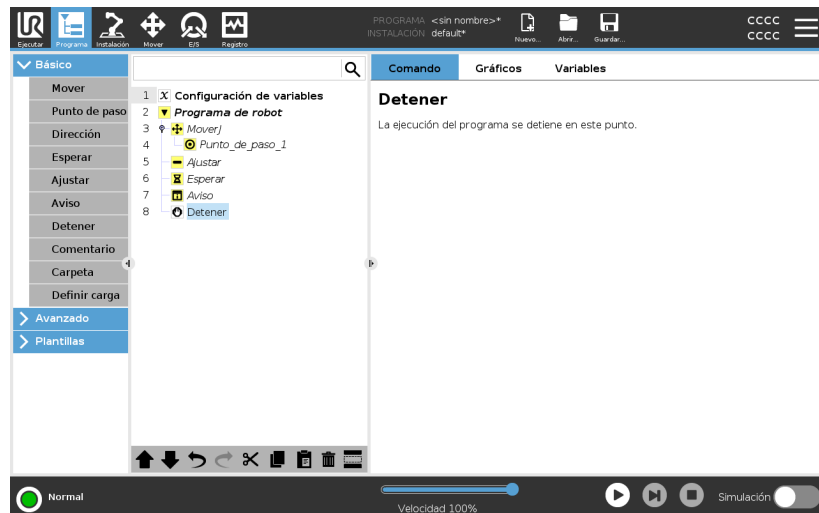 PROGRAMA <sin nombre>*
INSTALACIÓN default*
Ejecutar Programa Instalación Mover E/S Registro
Nuevo... Abrir... Guardar...
cccc
cccc
Básico
Mover
Punto de paso
Dirección
Esperar
Ajustar
Aviso
Detener
Comentario
Carpeta
Definir carga
Avanzado
Plantillas
1 X Configuración de variables
2 Programa de robot
3 MoverJ
4 Punto_de_paso_1
5 Ajustar
6 Esperar
7 Aviso
8 Detener
Comando Gráficos Variables
Detener
La ejecución del programa se detiene en este punto.
Normal
Velocidad 100%
Simulación